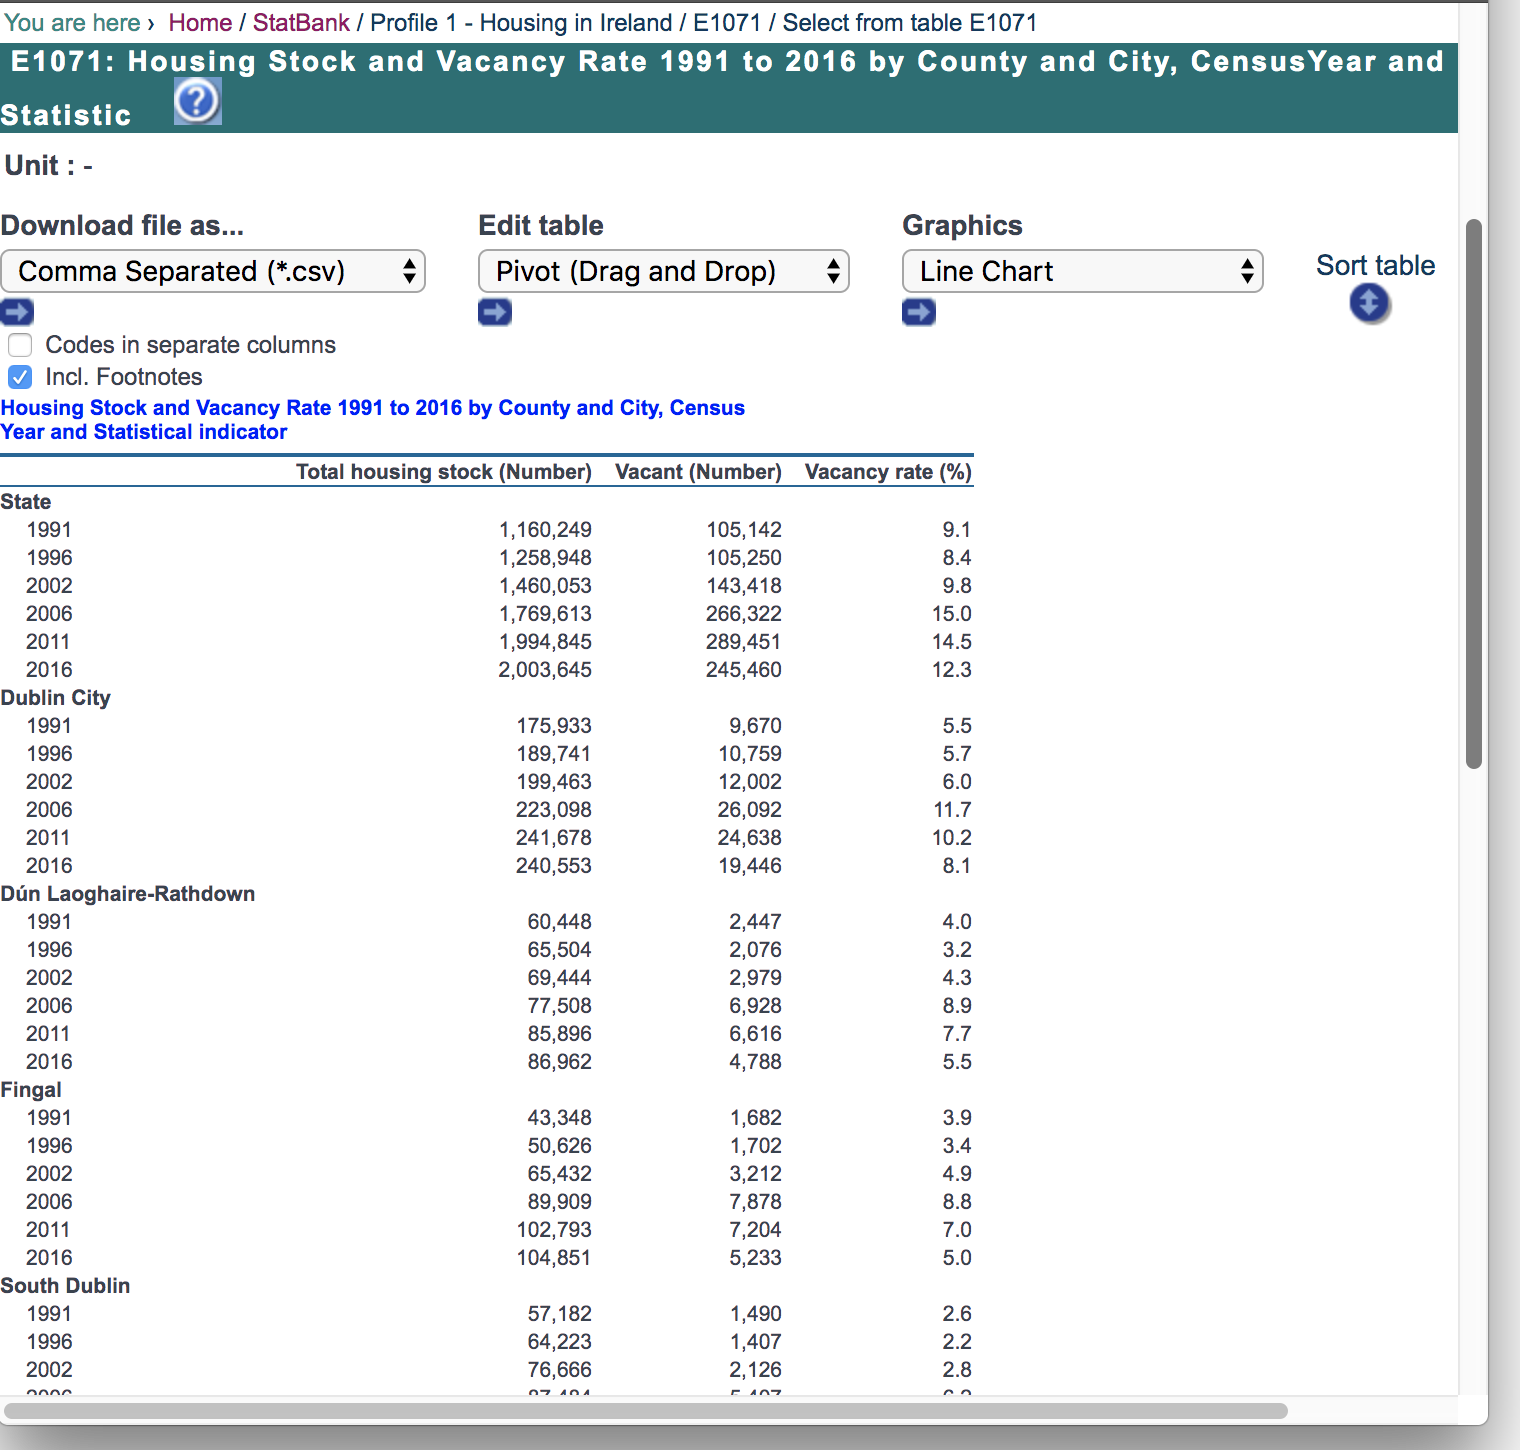 You are here › Home / StatBank / Profile 1 - Housing in Ireland / E1071 / Select from table E1071
E1071: Housing Stock and Vacancy Rate 1991 to 2016 by County and City, CensusYear and
Statistic
Unit : -
Download file as... Edit table Graphics
Comma Separated (*.csv) Pivot (Drag and Drop) Line Chart Sort table
Codes in separate columns
Incl. Footnotes
Housing Stock and Vacancy Rate 1991 to 2016 by County and City, Census
Year and Statistical indicator
Total housing stock (Number) Vacant (Number) Vacancy rate (%)
State
1991 1,160,249 105,142 9.1
1996 1,258,948 105,250 8.4
2002 1,460,053 143,418 9.8
2006 1,769,613 266,322 15.0
2011 1,994,845 289,451 14.5
2016 2,003,645 245,460 12.3
Dublin City
1991 175,933 9,670 5.5
1996 189,741 10,759 5.7
2002 199,463 12,002 6.0
2006 223,098 26,092 11.7
2011 241,678 24,638 10.2
2016 240,553 19,446 8.1
Dún Laoghaire-Rathdown
1991 60,448 2,447 4.0
1996 65,504 2,076 3.2
2002 69,444 2,979 4.3
2006 77,508 6,928 8.9
2011 85,896 6,616 7.7
2016 86,962 4,788 5.5
Fingal
1991 43,348 1,682 3.9
1996 50,626 1,702 3.4
2002 65,432 3,212 4.9
2006 89,909 7,878 8.8
2011 102,793 7,204 7.0
2016 104,851 5,233 5.0
South Dublin
1991 57,182 1,490 2.6
1996 64,223 1,407 2.2
2002 76,666 2,126 2.8